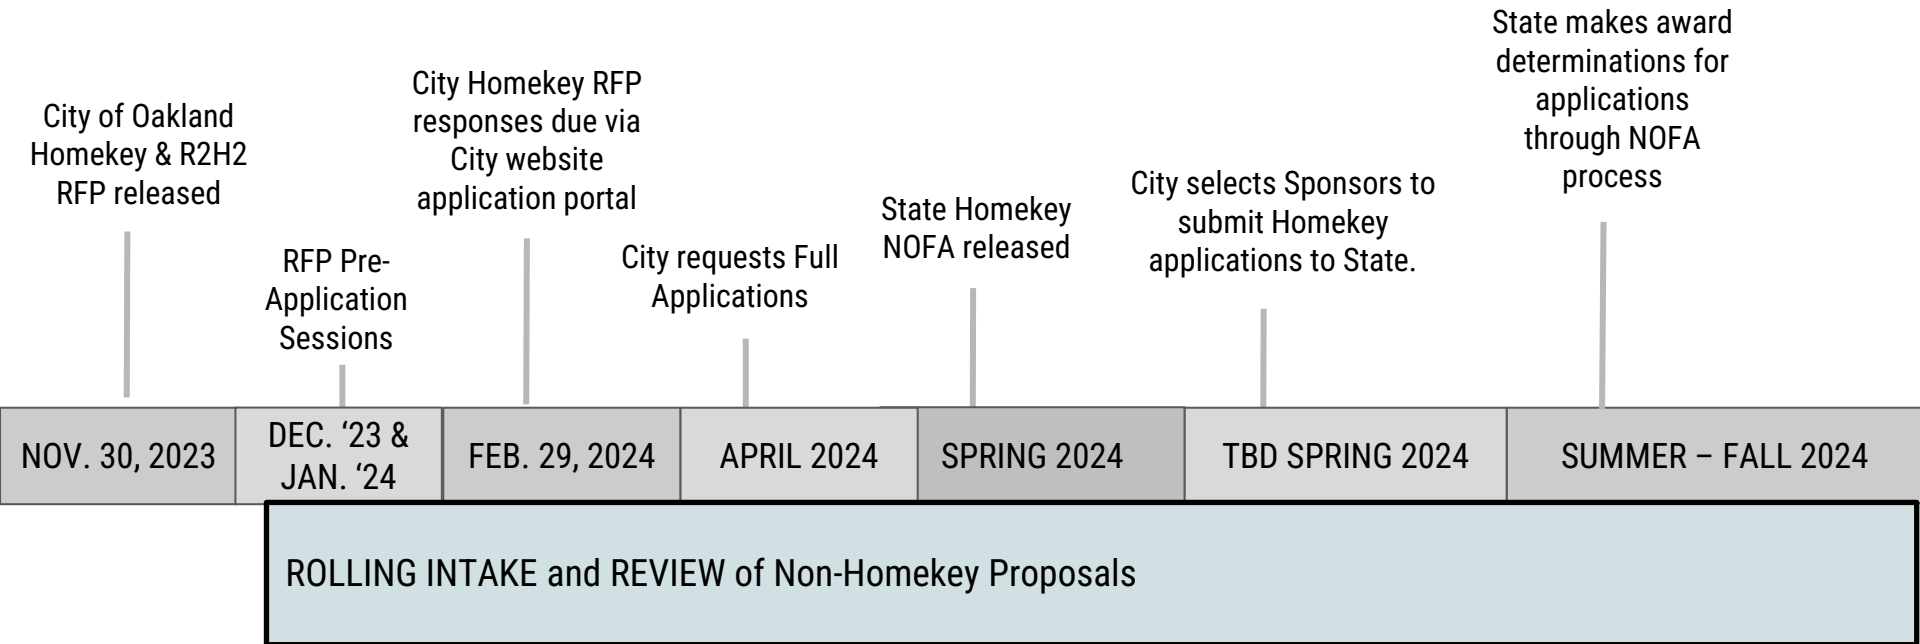 City of Oakland
Homekey & R2H2
RFP released
RFP Pre-
Application
Sessions
City Homekey RFP
responses due via
City website
application portal
City requests Full
Applications
State Homekey
NOFA released
City selects Sponsors to
submit Homekey
applications to State.
State makes award
determinations for
applications
through NOFA
process
NOV. 30, 2023
DEC. ‘23 &
JAN. ‘24
FEB. 29, 2024
APRIL 2024
SPRING 2024
TBD SPRING 2024
SUMMER – FALL 2024
ROLLING INTAKE and REVIEW of Non-Homekey Proposals